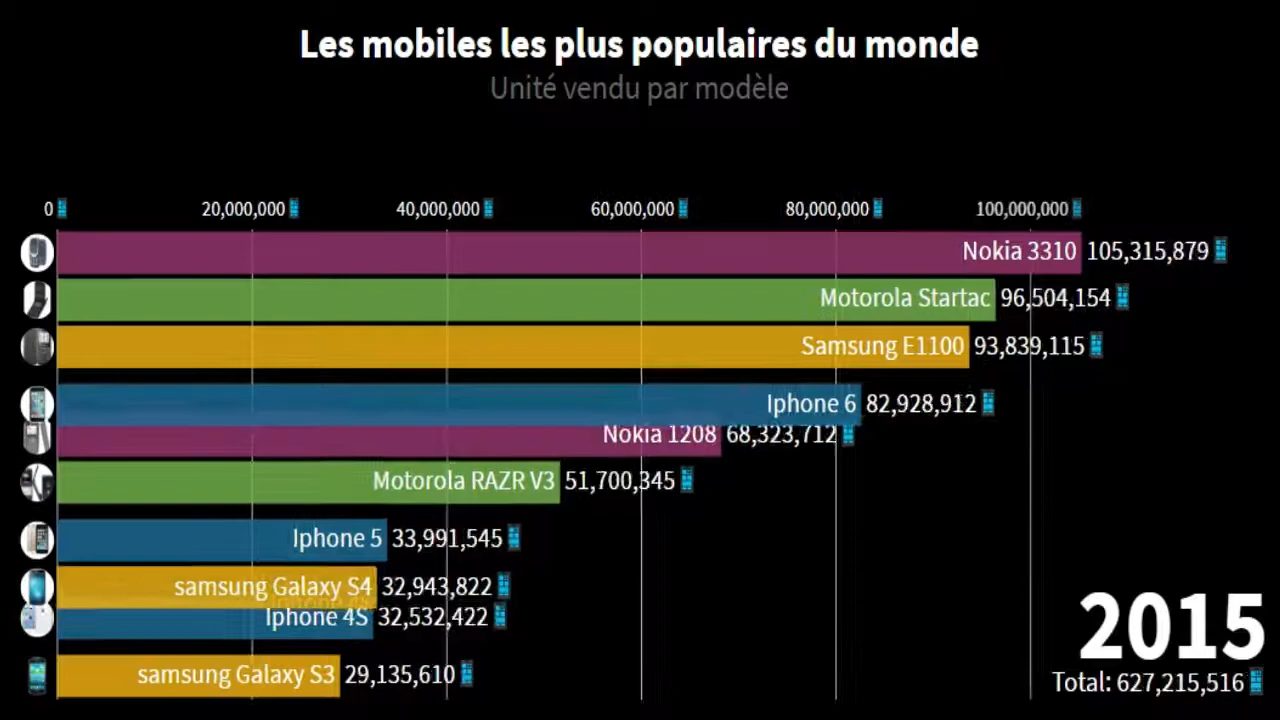 Les mobiles les plus populaires du monde
Unité vendu par modèle
0 20,000,000 40,000,000 60,000,000 80,000,000 100,000,000
Nokia 3310 105,315,879
Motorola Startac 96,504,154
Samsung E1100 93,839,115
Iphone 6 82,928,912
Nokia 1208 68,323,712
Motorola RAZR V3 51,700,345
Iphone 5 33,991,545
samsung Galaxy S4 32,943,822
Iphone 4S 32,532,422
samsung Galaxy S3 29,135,610
2015
Total: 627,215,516